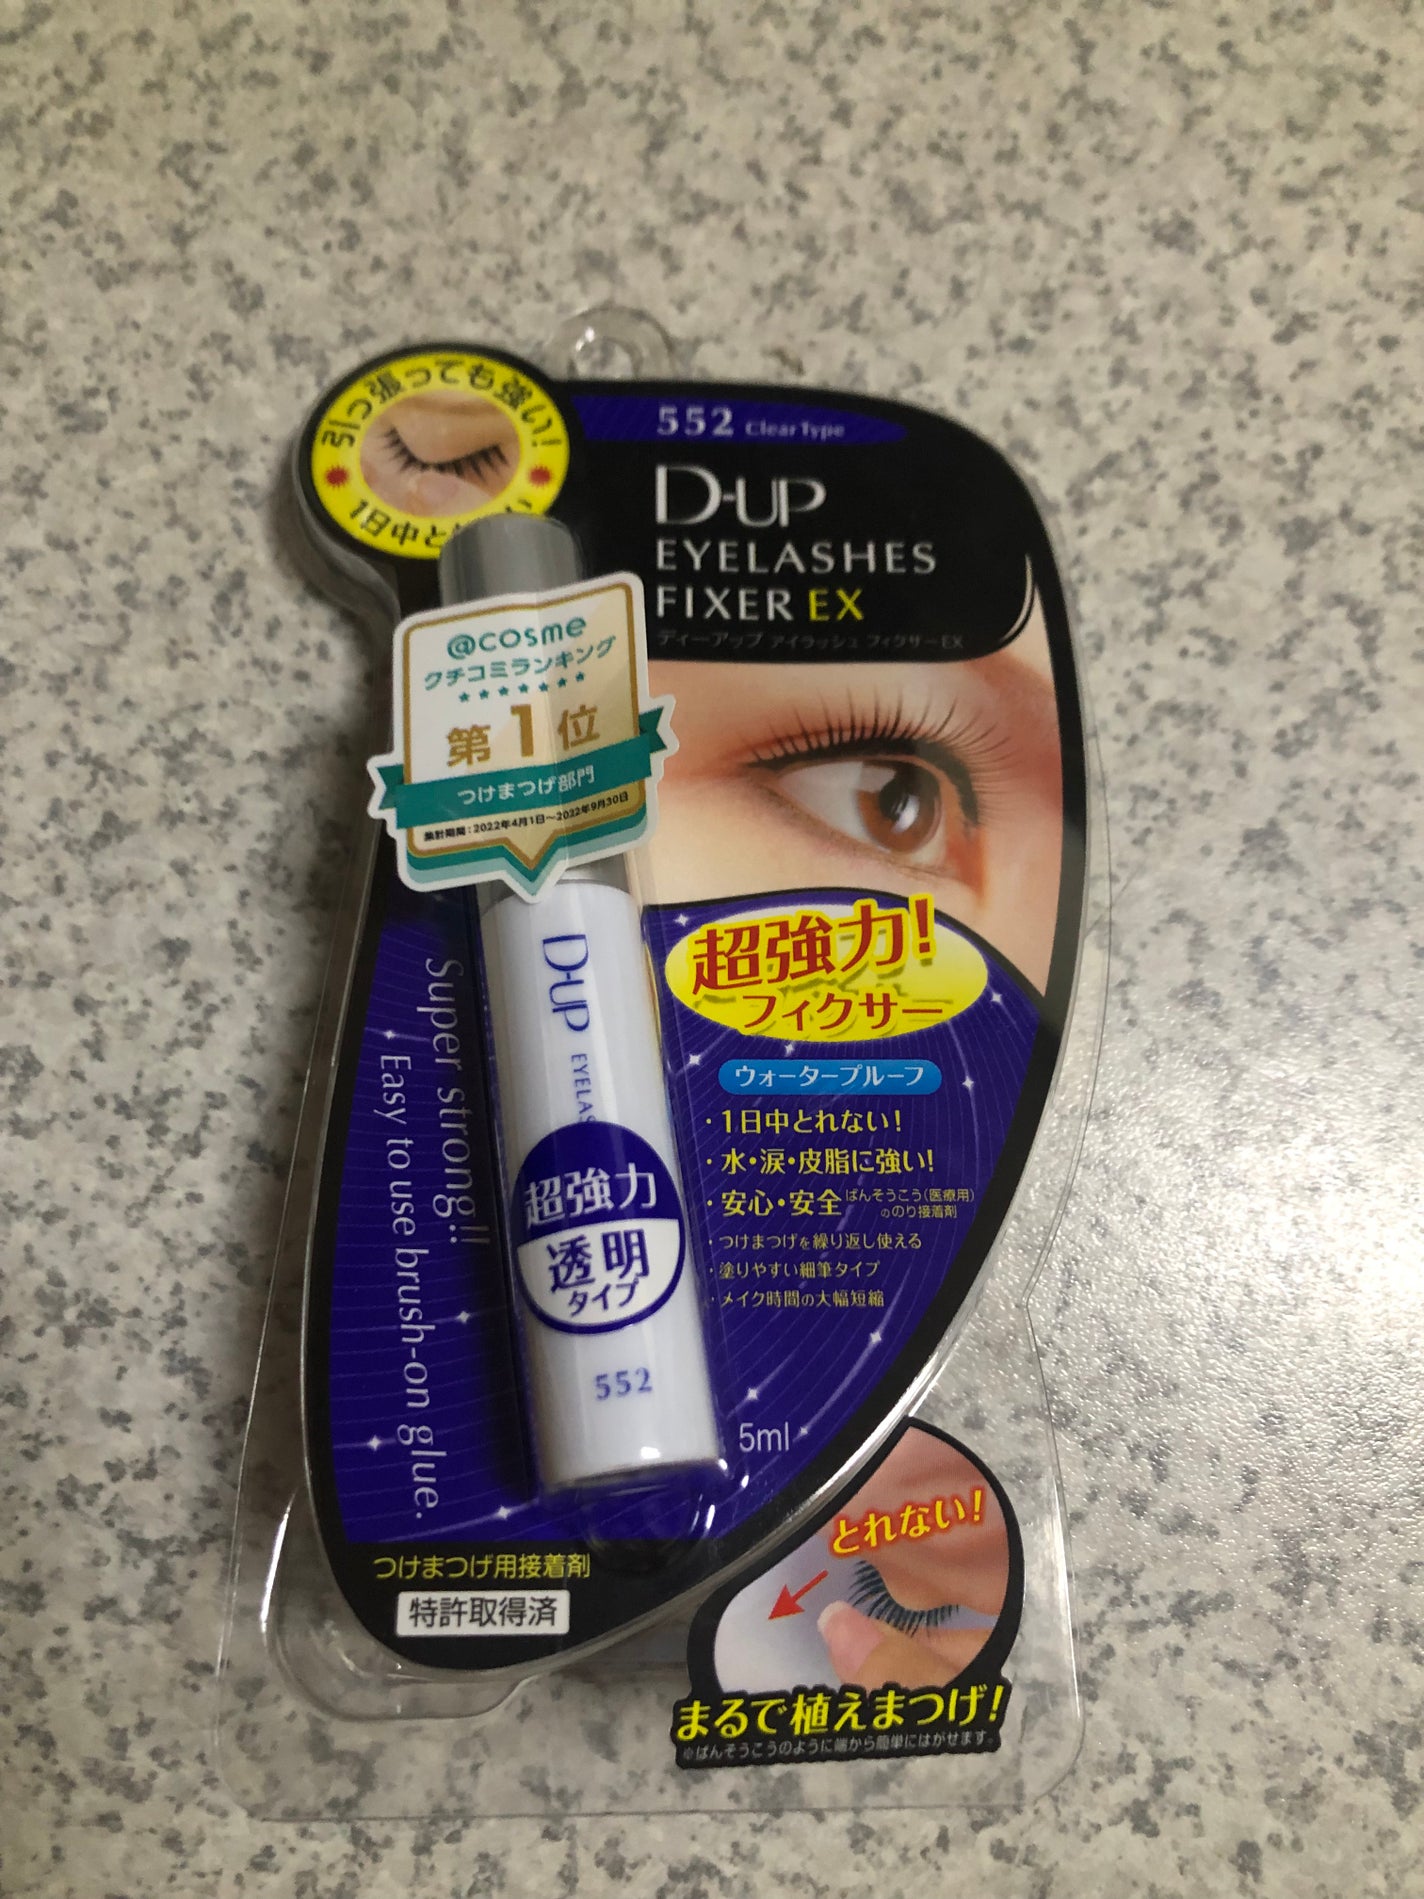 引っ張っても強い!
1日中と
552 Clear Type
D-UP
EYELASHES
FIXER EX
ディーアップ アイラッシュ フィクサーEX
@cosme
クチコミランキング
★★★★★★★
第1位
つけまつげ部門
集計期間:2022年4月1日~2022年9月30日
超強力!
フィクサー
ウォータープルーフ
・1日中とれない!
・水・涙・皮脂に強い!
・安心・安全 ばんそうこう(医療用)ののり接着剤
・つけまつげを繰り返し使える
・塗りやすい細筆タイプ
・メイク時間の大幅短縮
Super strong!!
Easy to use brush-on glue.
D-UP
EYELAS
超強力
透明
タイプ
552
5ml
つけまつげ用接着剤
特許取得済
とれない!
まるで植えまつげ!
※ばんそうこうのように端から簡単にはがせます。